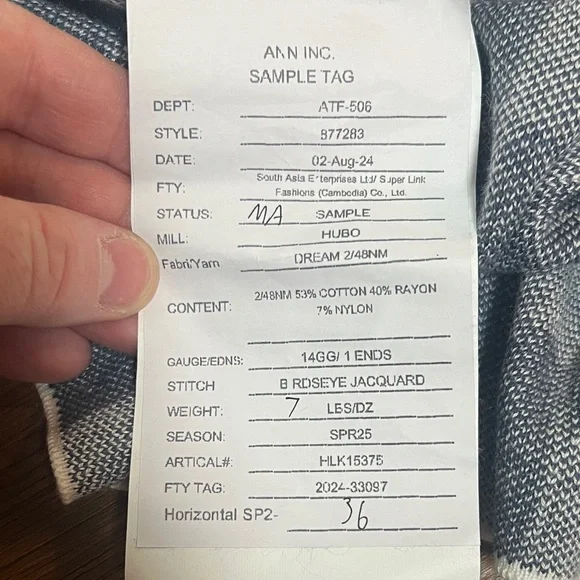 ANN INC.
SAMPLE TAG
DEPT: ATF-506
STYLE: 877283
DATE: 02-Aug-24
FTY: South Asia E terprises Ltd/ Super Link
Fashions (Cambodia) Co., Ltd.
STATUS: MA SAMPLE
MILL: HUBO
Fabri/Yarn DREAM 2/48NM
CONTENT: 2/48NM 53% COTTON 40% RAYON
7% NYLON
GAUGE/EDNS: 14GG/ 1 ENDS
STITCH B RDSEYE JACQUARD
WEIGHT: 7 LBS/DZ
SEASON: SPR25
ARTICAL#: HLK15375
FTY TAG: 2024-33097
Horizontal SP2- 36